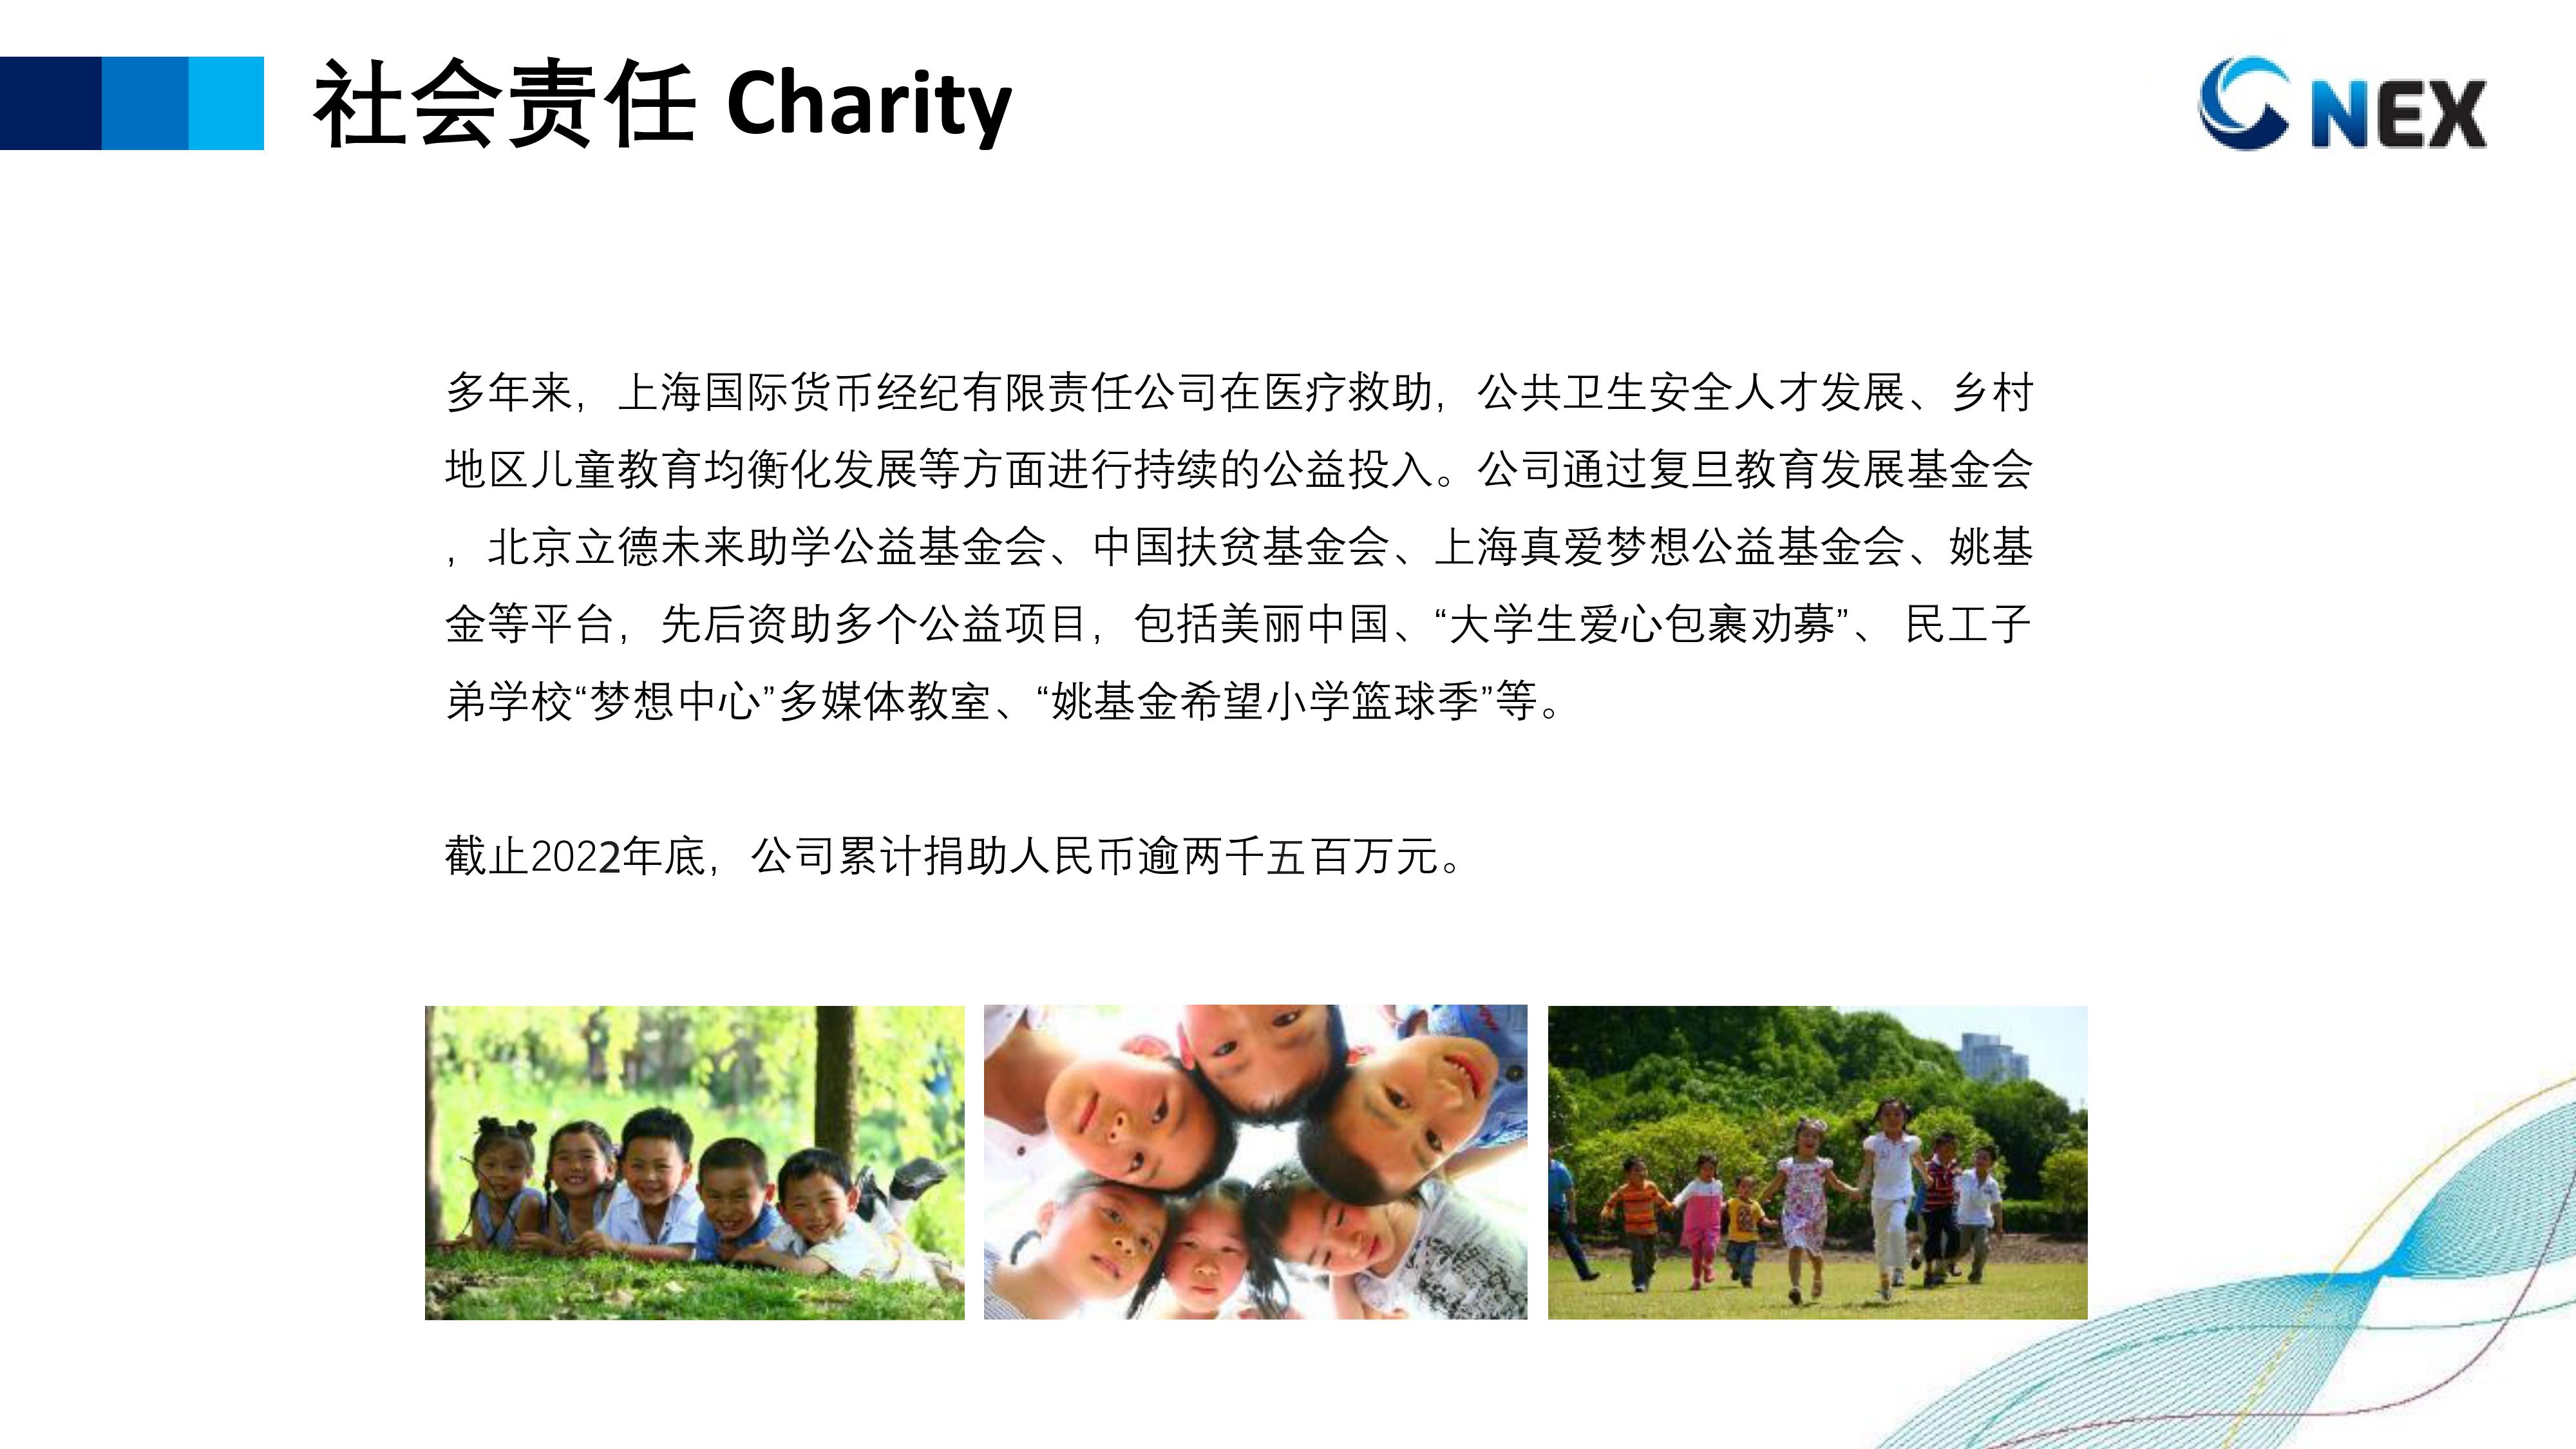 社会责任 Charity
NEX
多年来，上海国际货币经纪有限责任公司在医疗救助，公共卫生安全人才发展、乡村
地区儿童教育均衡化发展等方面进行持续的公益投入。公司通过复旦教育发展基金会
，北京立德未来助学公益基金会、中国扶贫基金会、上海真爱梦想公益基金会、姚基
金等平台，先后资助多个公益项目，包括美丽中国、“大学生爱心包裹劝募”、 民工子
弟学校“梦想中心”多媒体教室、“姚基金希望小学篮球季”等。
截止2022年底，公司累计捐助人民币逾两千五百万元。